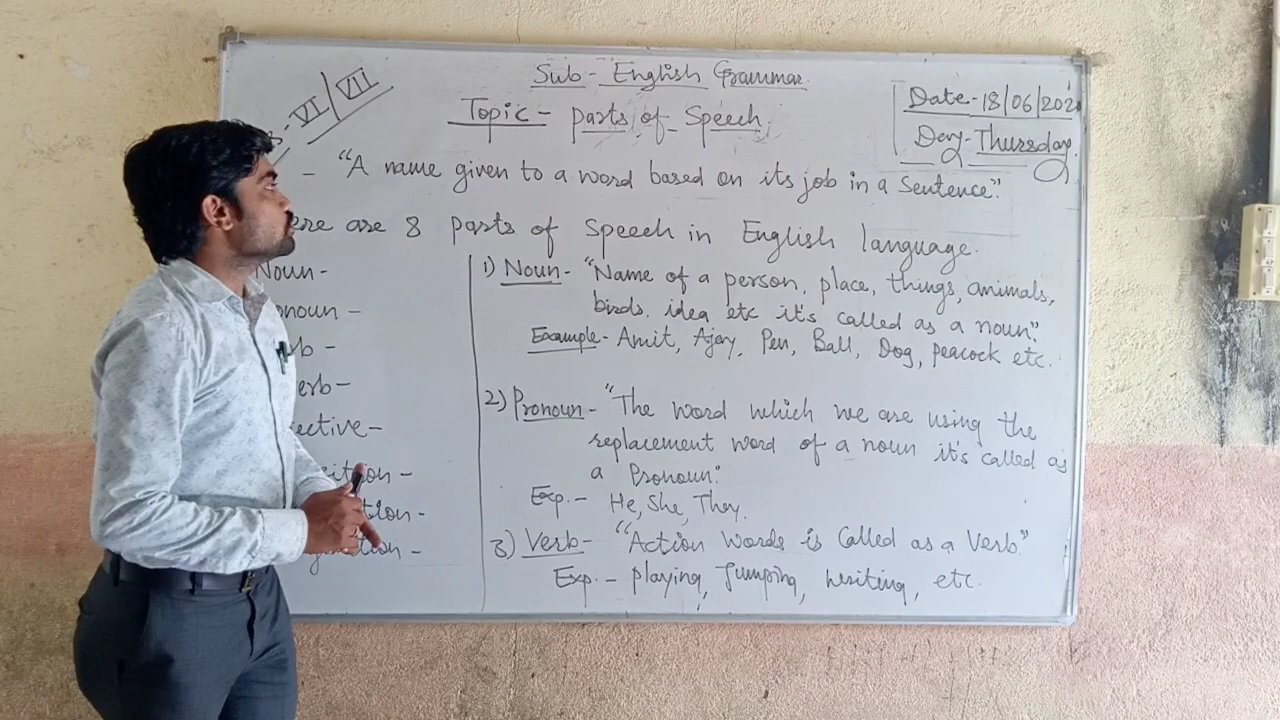 Sub - English Grammar
VI/VII
Topic - Parts of Speech
Date - 18/06/202
Day - Thursday
- "A name given to a word based on its job in a Sentence".
ere are 8 parts of Speech in English language.
Noun -
onoun -
rb -
erb -
ective -
sition -
tion -
ction -
1) Noun - "Name of a person, place, things, animals,
birds, idea etc it's called as a noun".
Example - Amit, Ajay, Pen, Ball, Dog, Peacock etc.
2) Pronoun - "The word which we are using the
replacement word of a noun it's called as
a Pronoun".
Exp. - He, She, They.
3) Verb - "Action Words is Called as a Verb."
Exp. - Playing, Jumping, Writing, etc.